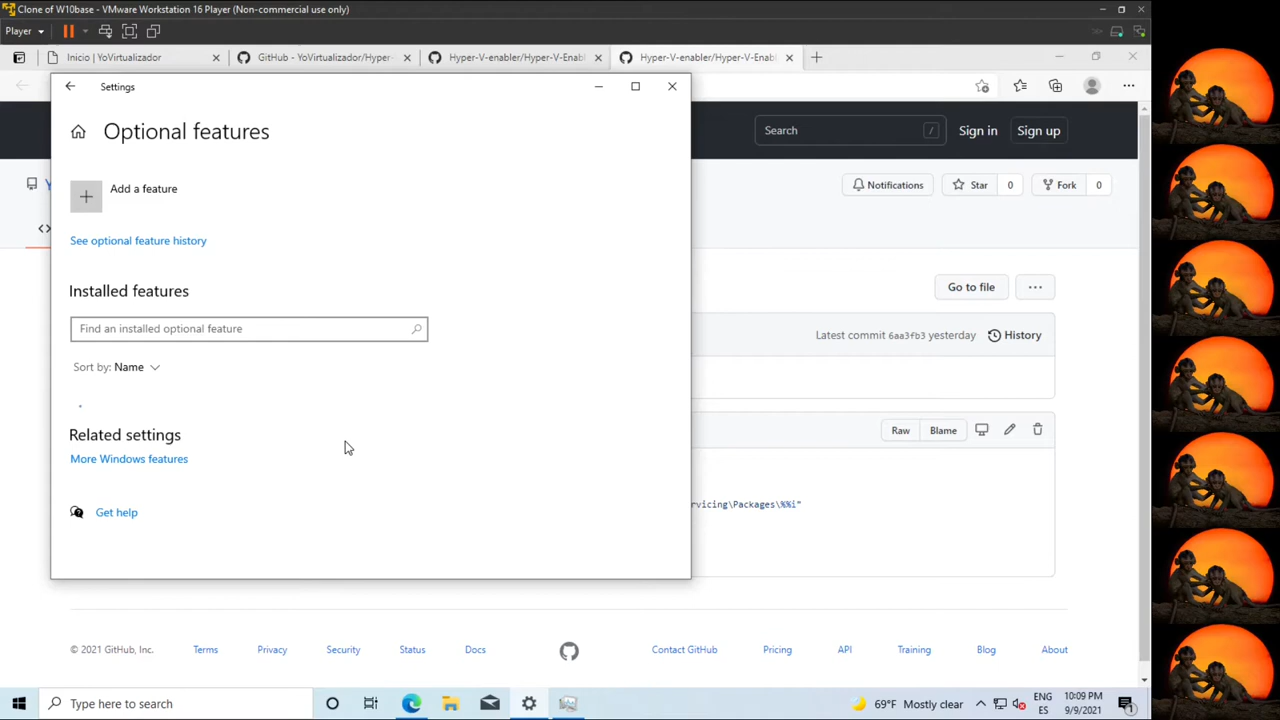 Clone of W10base - VMware Workstation 16 Player (Non-commercial use only)
Player
Inicio | YoVirtualizador
GitHub - YoVirtualizador/Hyper-
Hyper-V-enabler/Hyper-V-Enabl
Hyper-V-enabler/Hyper-V-Enabl
Settings
Optional features
Search
/
Sign in
Sign up
Add a feature
Notifications
Star
0
Fork
0
Y
<>
See optional feature history
Installed features
Go to file
...
Find an installed optional feature
Latest commit 6aa3fb3 yesterday
History
Sort by: Name
Related settings
Raw
Blame
More Windows features
rvicing\Packages\%%i"
Get help
© 2021 GitHub, Inc.
Terms
Privacy
Security
Status
Docs
Contact GitHub
Pricing
API
Training
Blog
About
Type here to search
69°F Mostly clear
ENG
ES
10:09 PM
9/9/2021
1